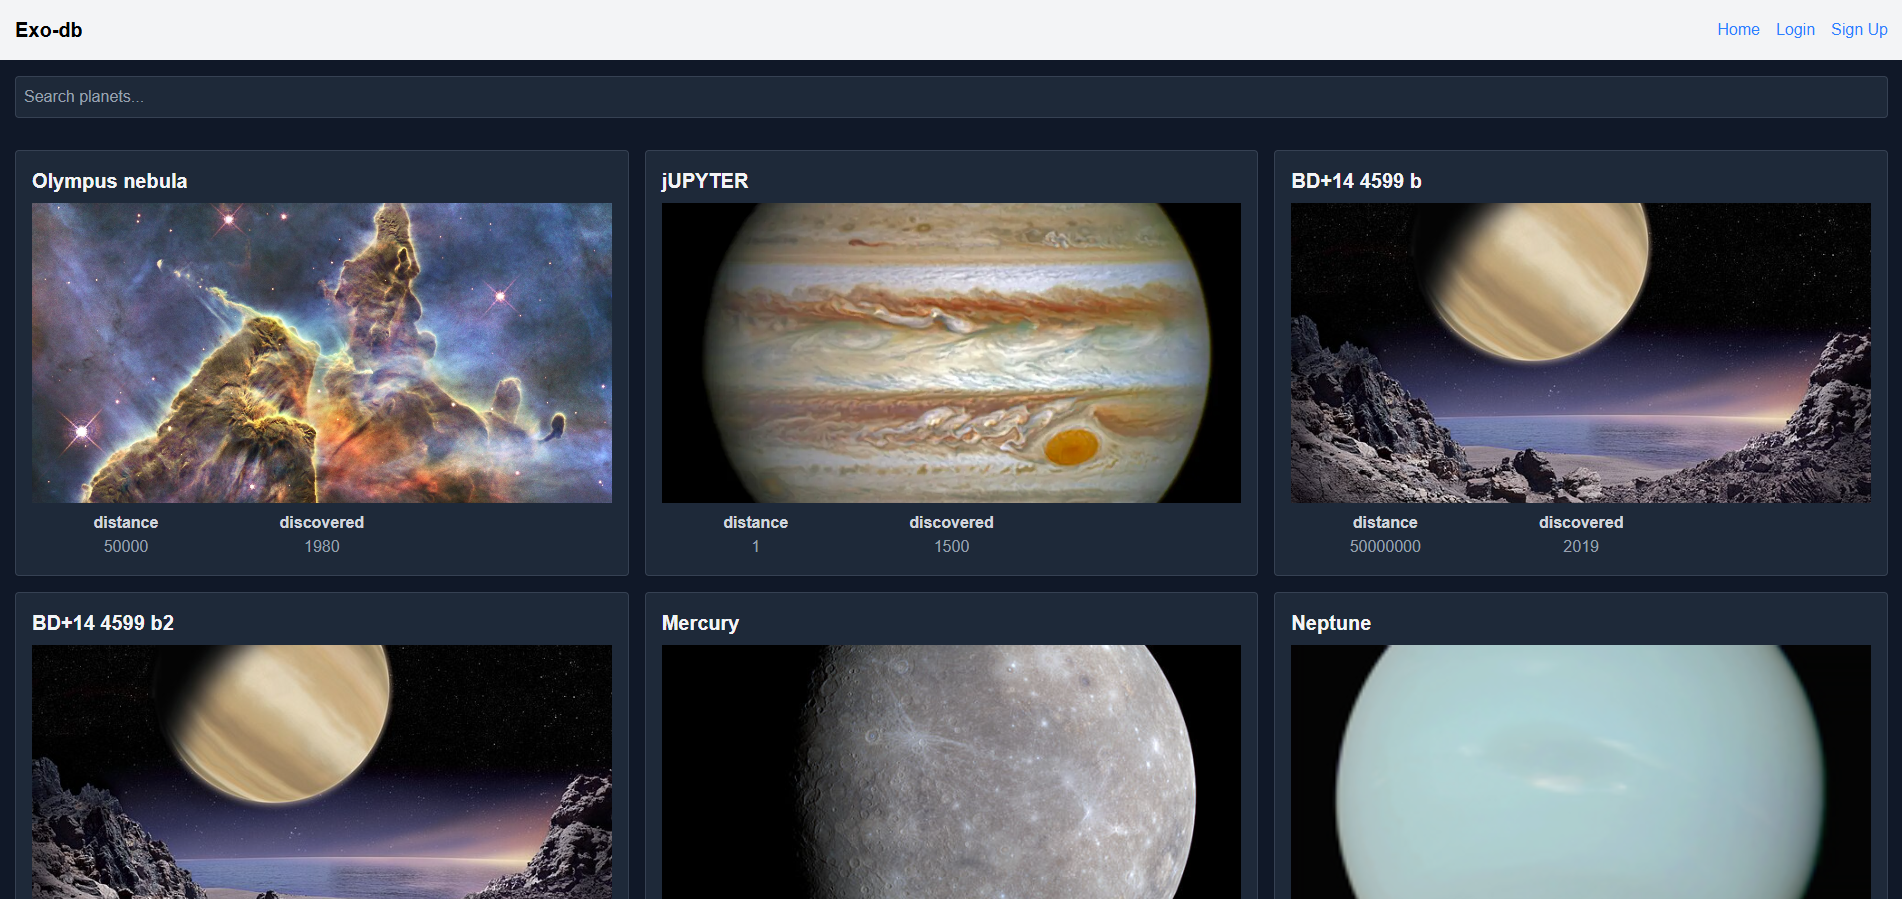 Exo-db
Home Login Sign Up
Search planets...
Olympus nebula
distance discovered
50000 1980
jUPYTER
distance discovered
1 1500
BD+14 4599 b
distance discovered
50000000 2019
BD+14 4599 b2
Mercury
Neptune